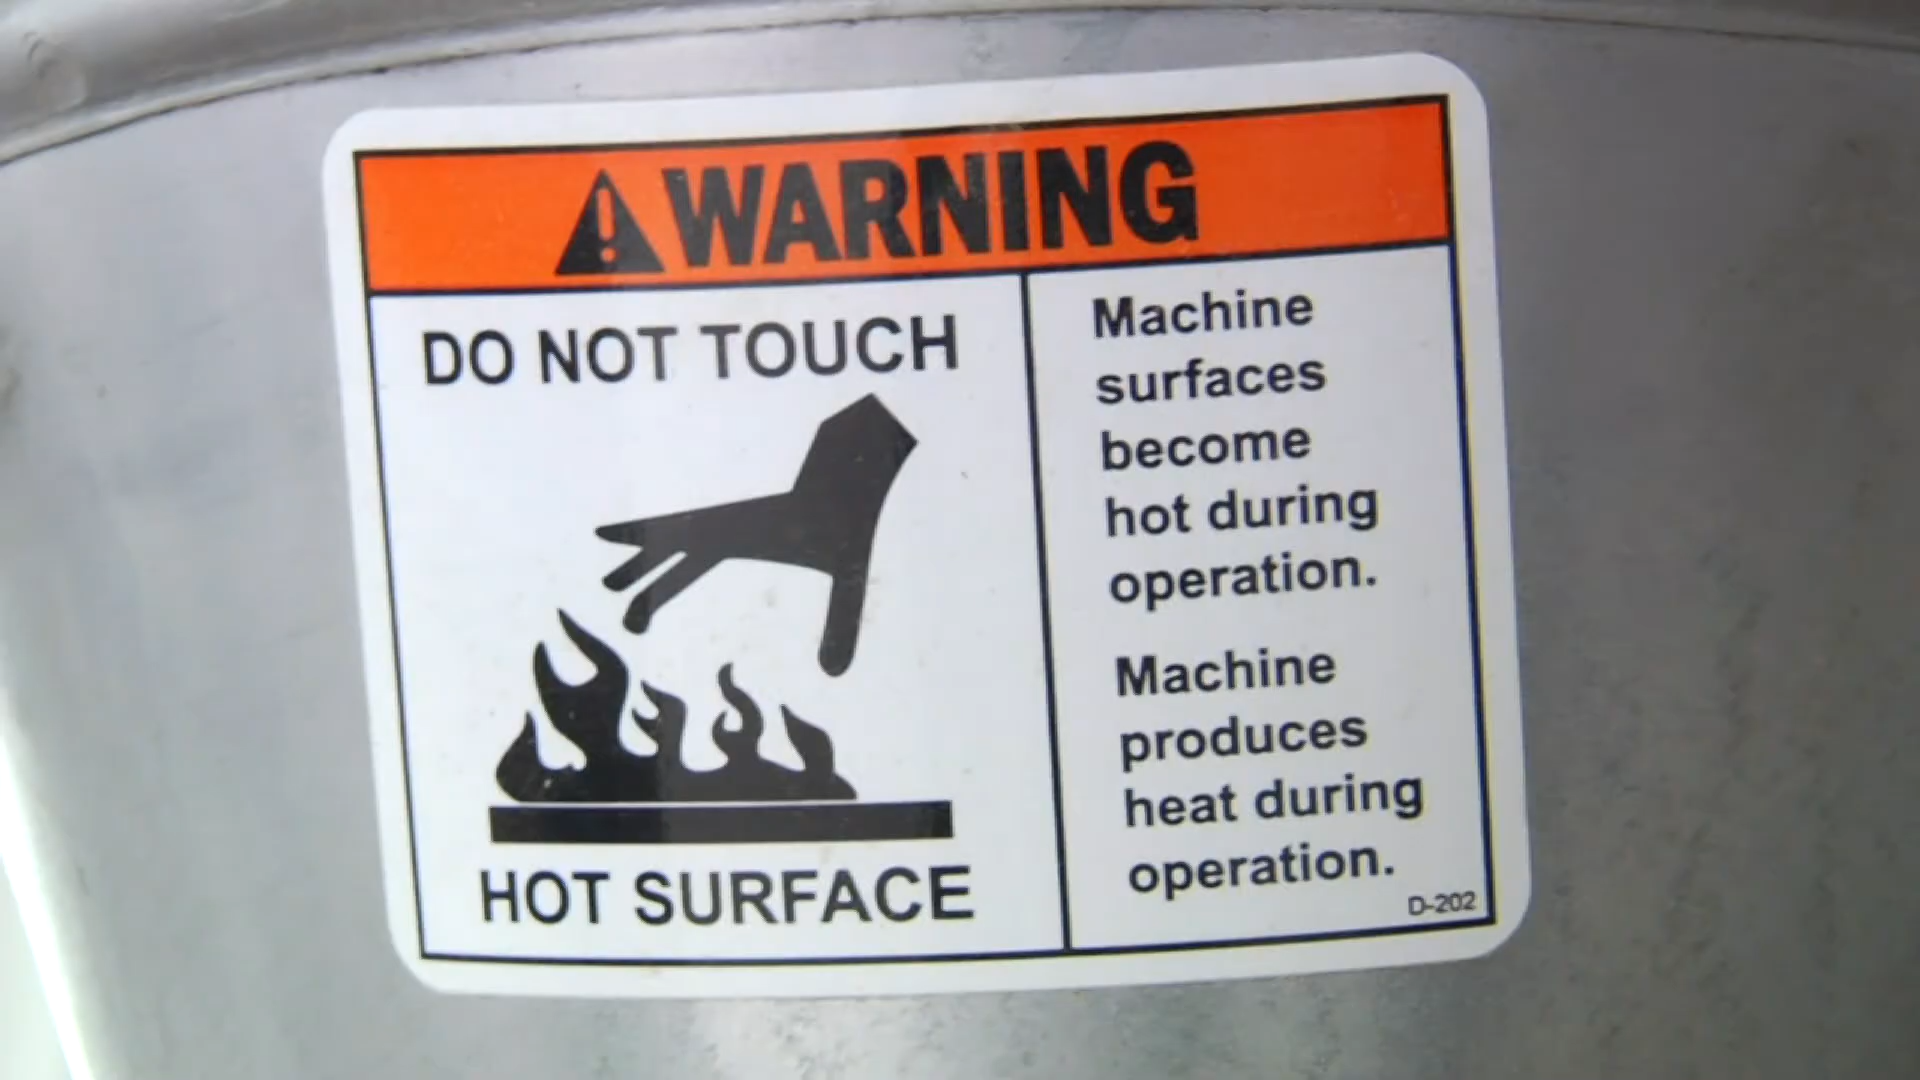 WARNING
DO NOT TOUCH
HOT SURFACE
Machine
surfaces
become
hot during
operation.
Machine
produces
heat during
operation.
D-202